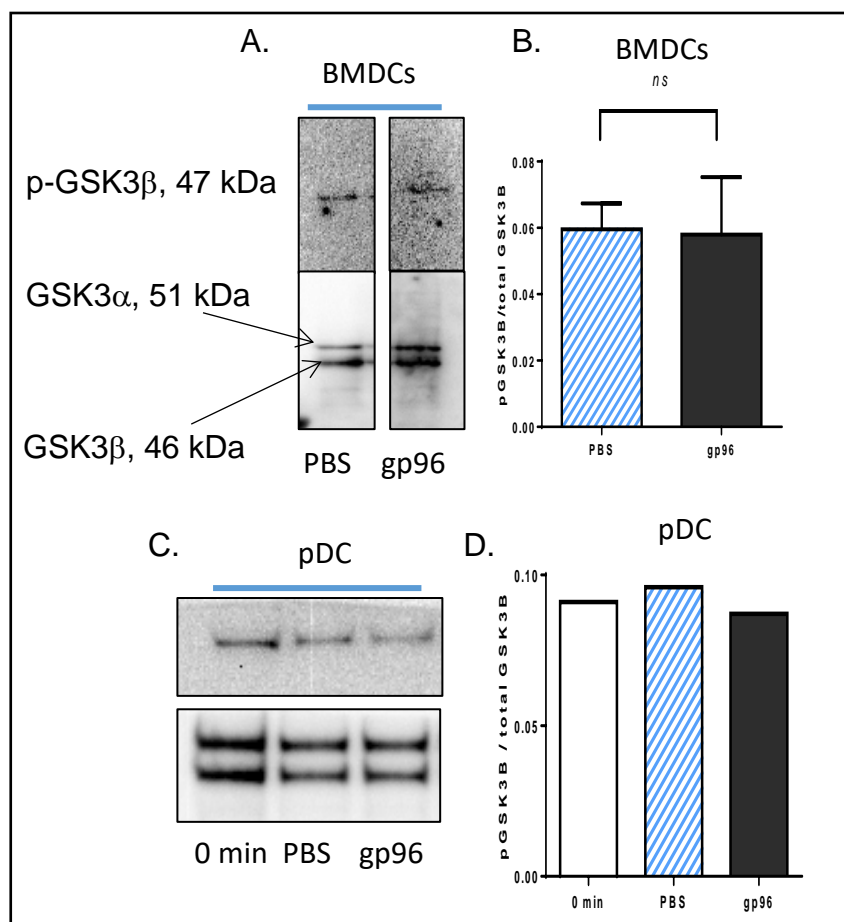 A.
BMDCs
p-GSK3β, 47 kDa
GSK3α, 51 kDa
GSK3β, 46 kDa
PBS gp96
B.
BMDCs
ns
pGSK3B/total GSK3B
0.08
0.06
0.04
0.02
0.00
PBS gp96
C.
pDC
0 min PBS gp96
D.
pDC
pGSK3B / total GSK3B
0.10
0.05
0.00
0 min PBS gp96